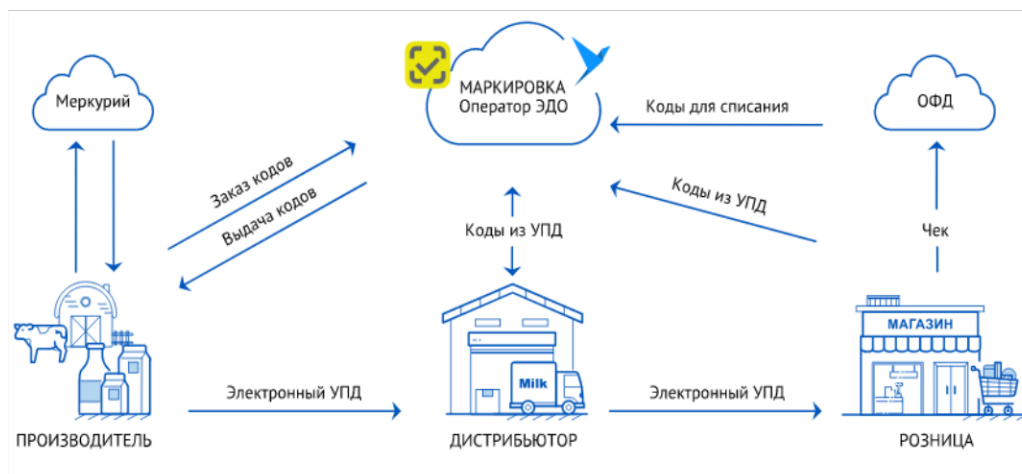 Меркурий
МАРКИРОВКА
Оператор ЭДО
Коды для списания
ОФД
Заказ кодов
Выдача кодов
Коды из УПД
Коды из УПД
Чек
МАГАЗИН
Milk
Электронный УПД
Электронный УПД
ПРОИЗВОДИТЕЛЬ
ДИСТРИБЬЮТОР
РОЗНИЦА